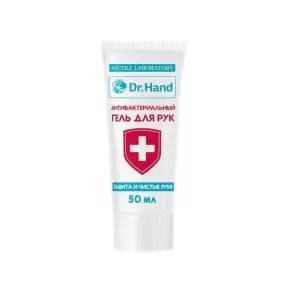 NICOLE LABORATORY
Dr.Hand
АНТИБАКТЕРИАЛЬНЫЙ
ГЕЛЬ ДЛЯ РУК
ЗАЩИТА И ЧИСТЫЕ РУКИ
50 МЛ